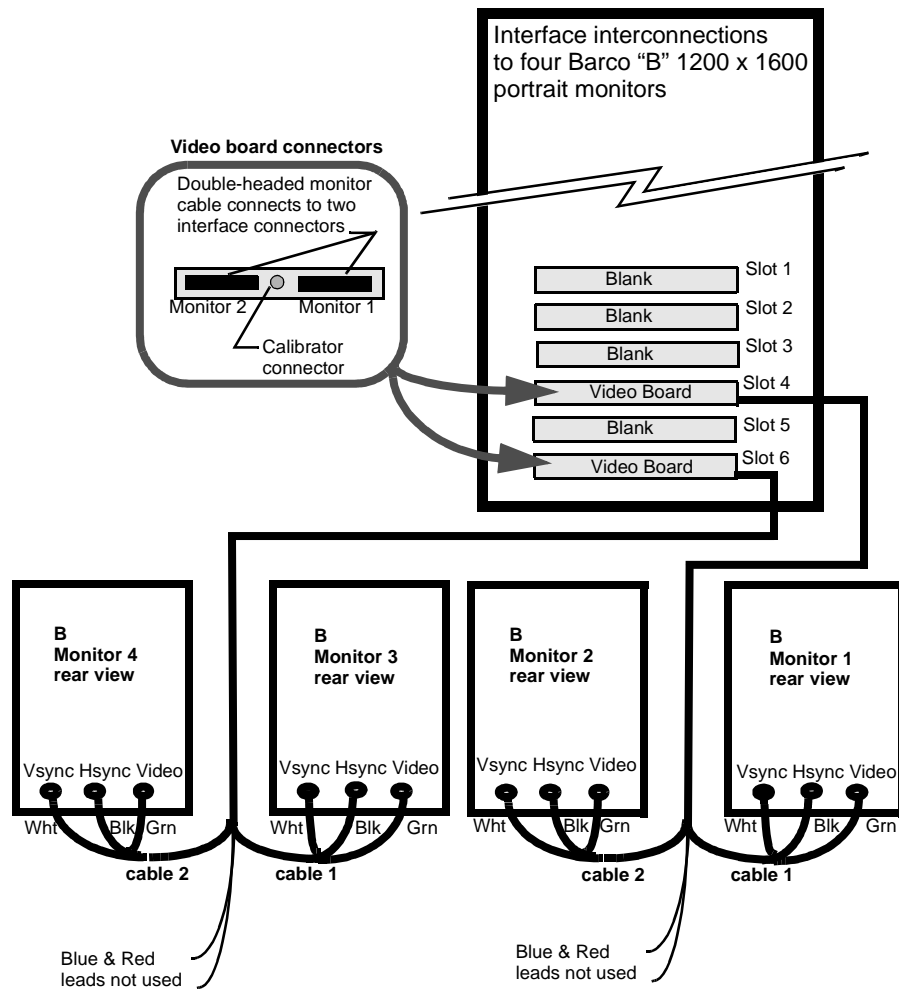 Interface interconnections
to four Barco “B” 1200 x 1600
portrait monitors
Video board connectors
Double-headed monitor
cable connects to two
interface connectors
Monitor 2
Monitor 1
Calibrator
connector
Blank
Slot 1
Blank
Slot 2
Blank
Slot 3
Video Board
Slot 4
Blank
Slot 5
Video Board
Slot 6
B
Monitor 4
rear view
B
Monitor 3
rear view
B
Monitor 2
rear view
B
Monitor 1
rear view
Vsync Hsync Video
Vsync Hsync Video
Vsync Hsync Video
Vsync Hsync Video
Wht Blk Grn
Wht Blk Grn
Wht Blk Grn
Wht Blk Grn
cable 2
cable 1
cable 2
cable 1
Blue & Red
leads not used
Blue & Red
leads not used